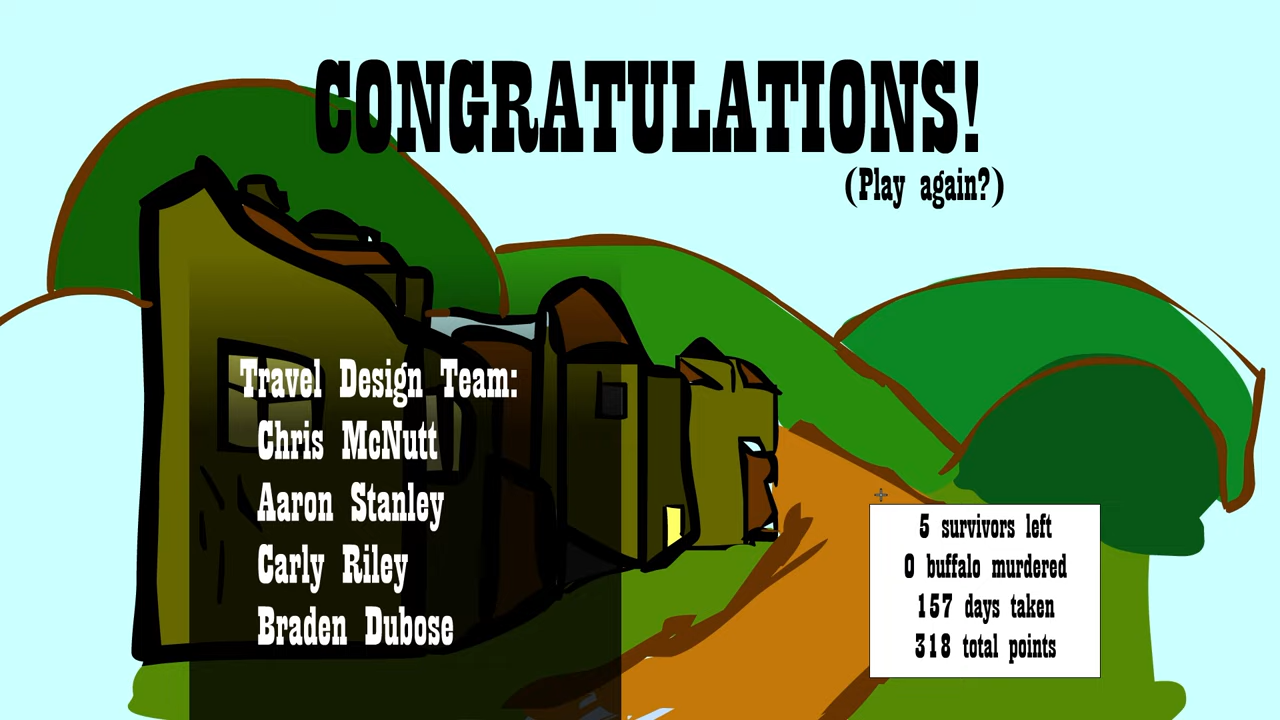 CONGRATULATIONS!
(Play again?)
Travel Design Team:
Chris McNutt
Aaron Stanley
Carly Riley
Braden Dubose
5 survivors left
0 buffalo murdered
157 days taken
318 total points